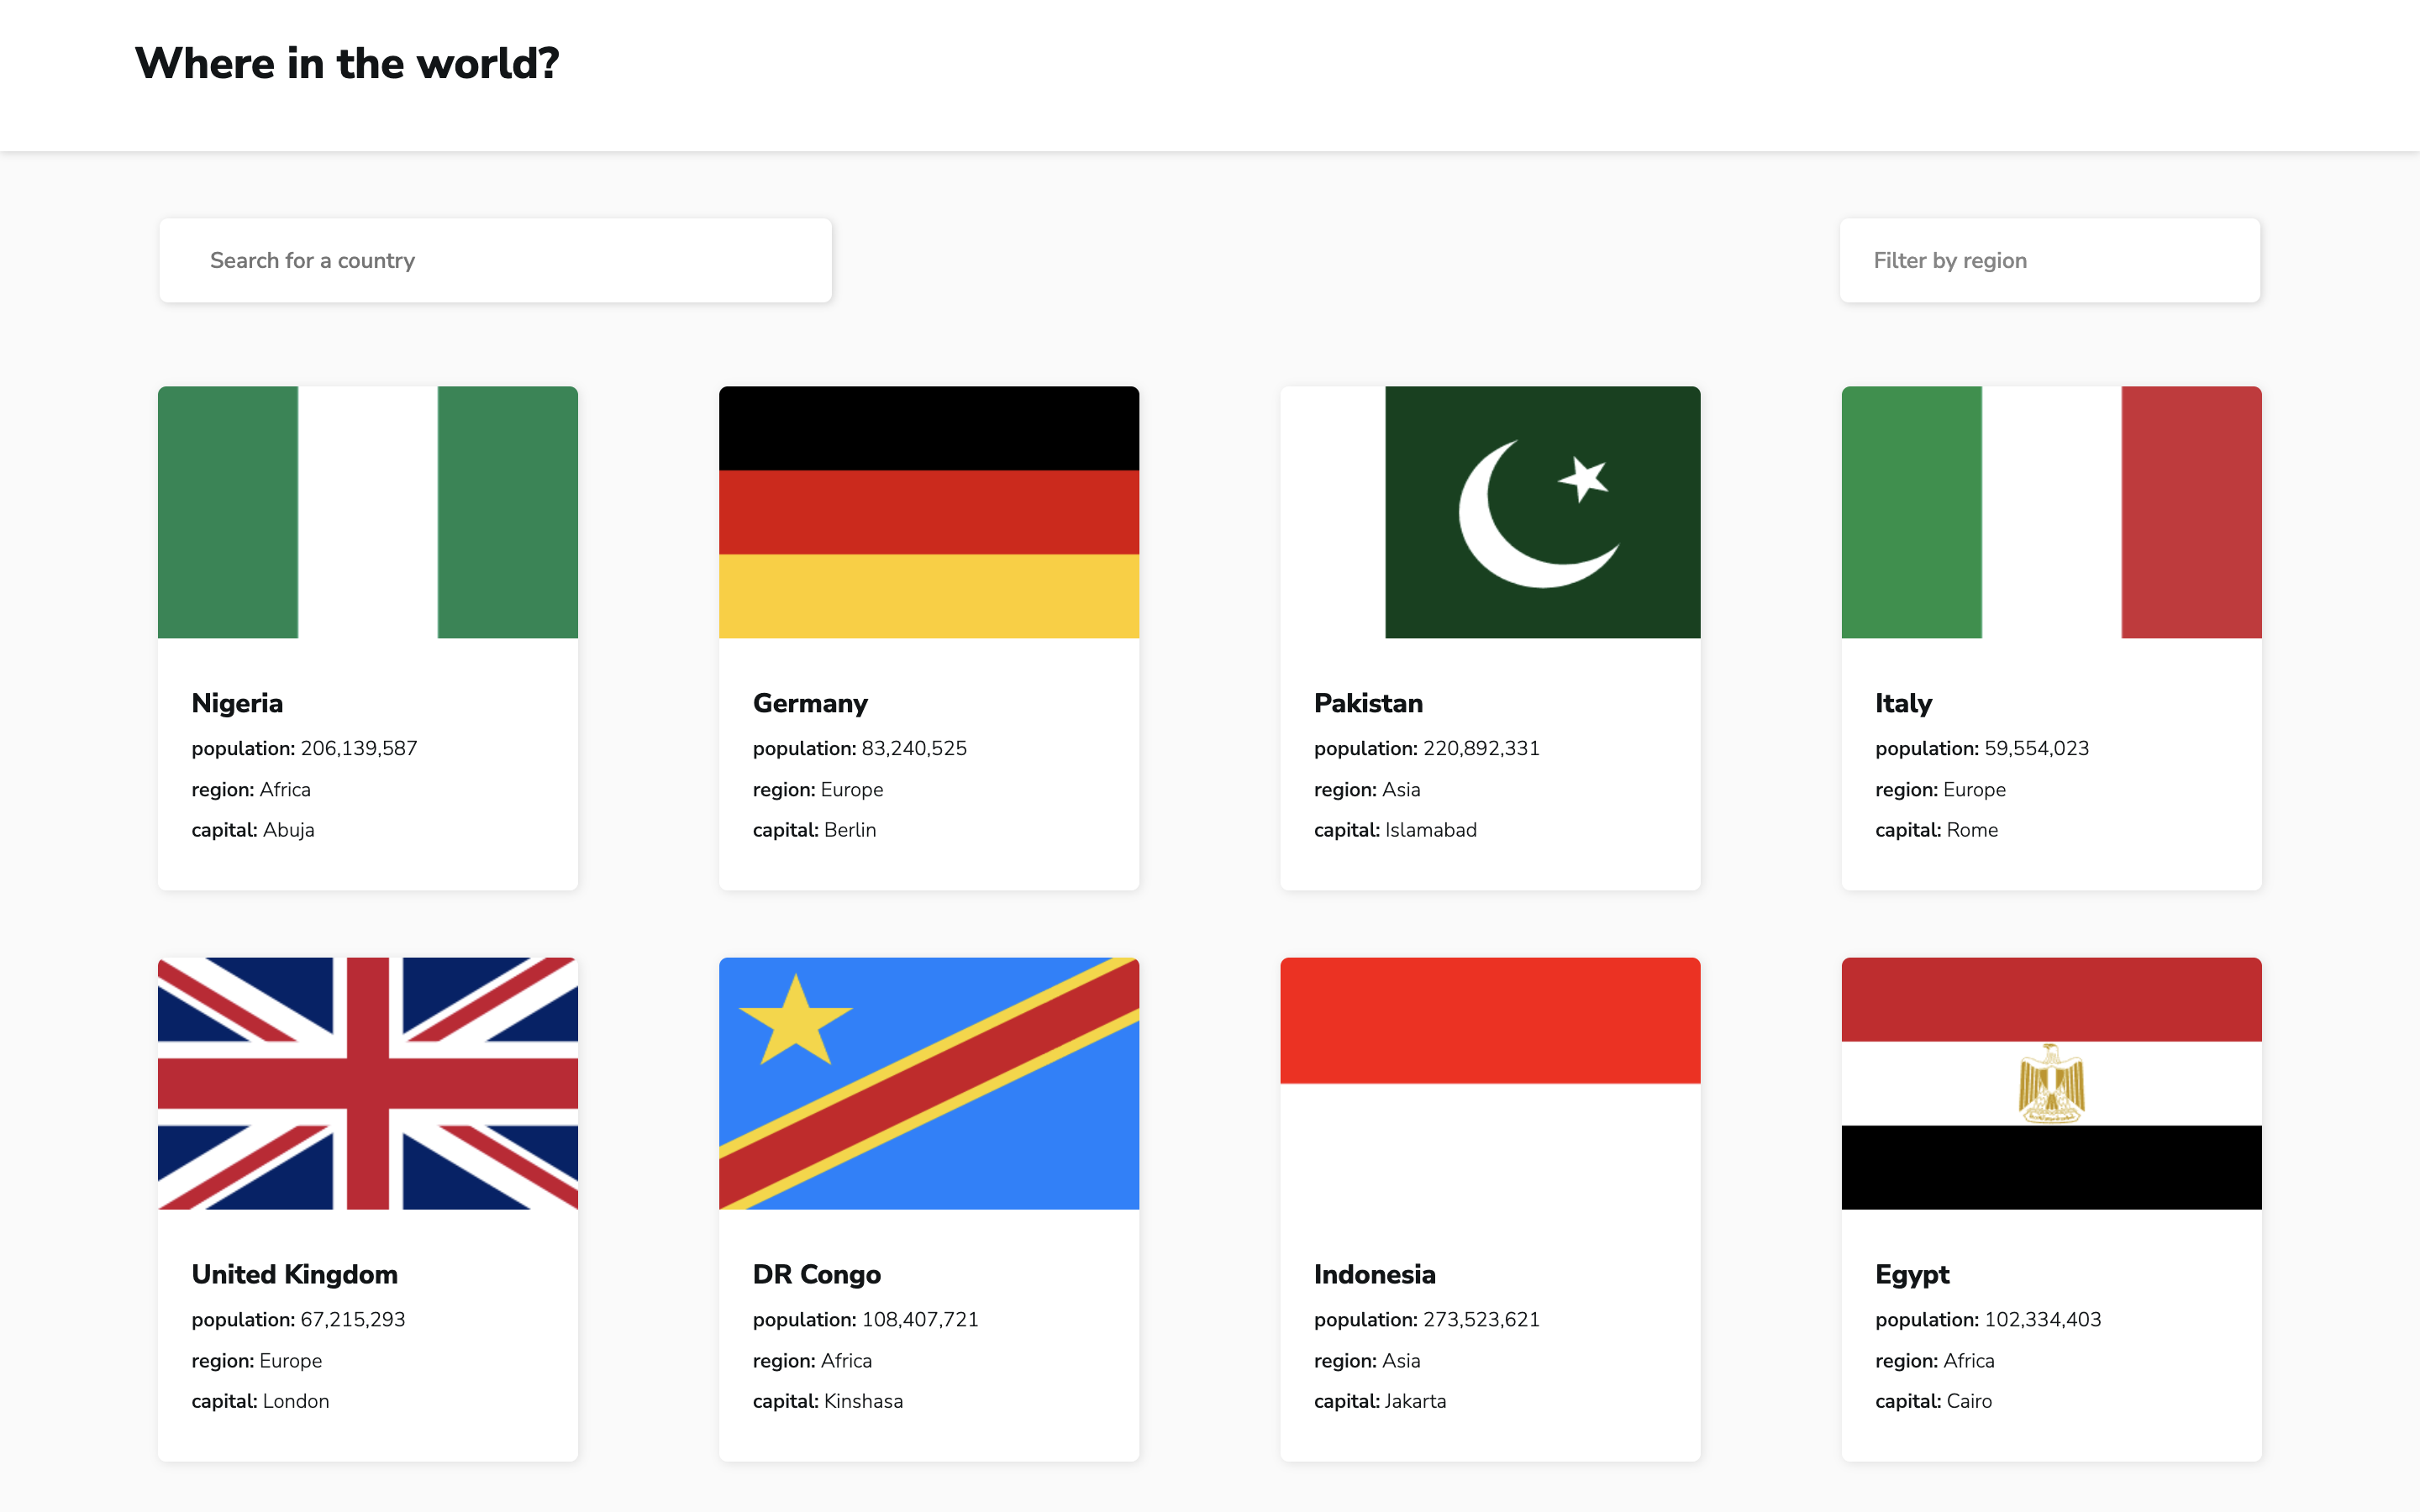 Where in the world?
Search for a country
Filter by region
Nigeria
population: 206,139,587
region: Africa
capital: Abuja
Germany
population: 83,240,525
region: Europe
capital: Berlin
Pakistan
population: 220,892,331
region: Asia
capital: Islamabad
Italy
population: 59,554,023
region: Europe
capital: Rome
United Kingdom
population: 67,215,293
region: Europe
capital: London
DR Congo
population: 108,407,721
region: Africa
capital: Kinshasa
Indonesia
population: 273,523,621
region: Asia
capital: Jakarta
Egypt
population: 102,334,403
region: Africa
capital: Cairo